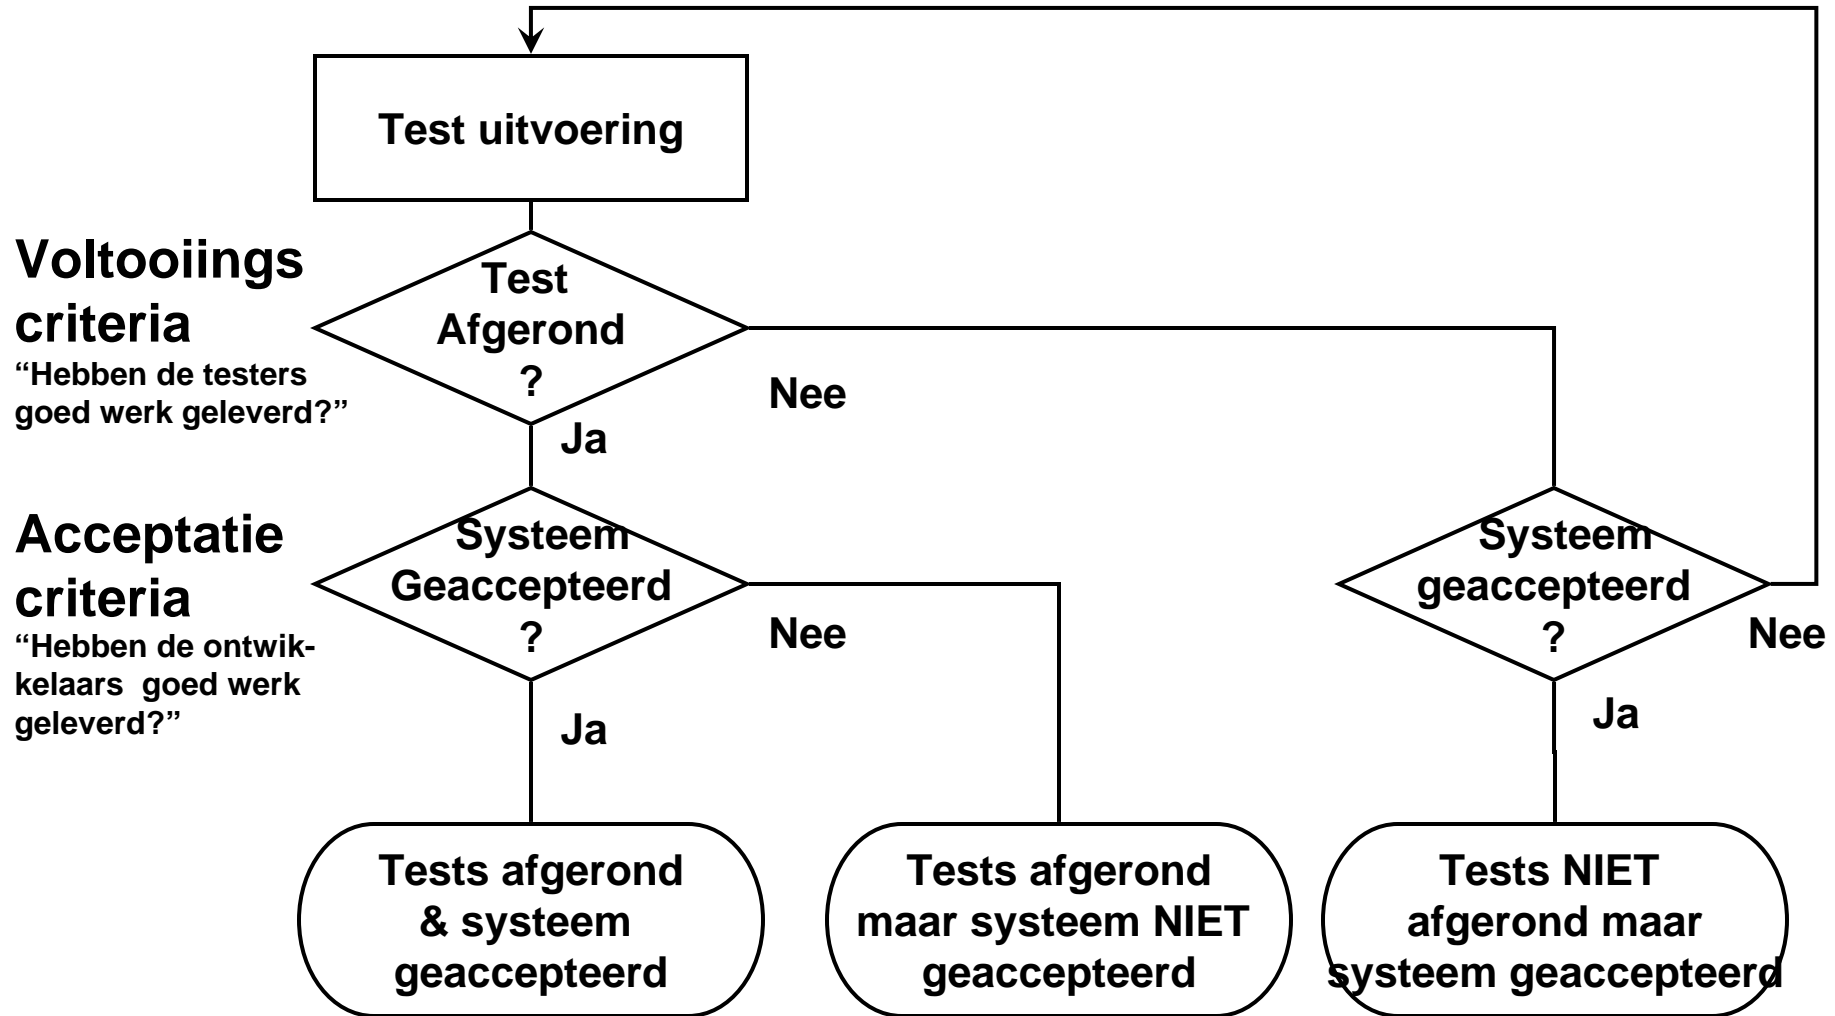 Test uitvoering
Voltooiings
criteria
“Hebben de testers
goed werk geleverd?”
Test
Afgerond
?
Nee
Ja
Acceptatie
criteria
“Hebben de ontwik-
kelaars goed werk
geleverd?”
Systeem
Geaccepteerd
?
Nee
Ja
Systeem
geaccepteerd
?
Nee
Ja
Tests afgerond
& systeem
geaccepteerd
Tests afgerond
maar systeem NIET
geaccepteerd
Tests NIET
afgerond maar
systeem geaccepteerd